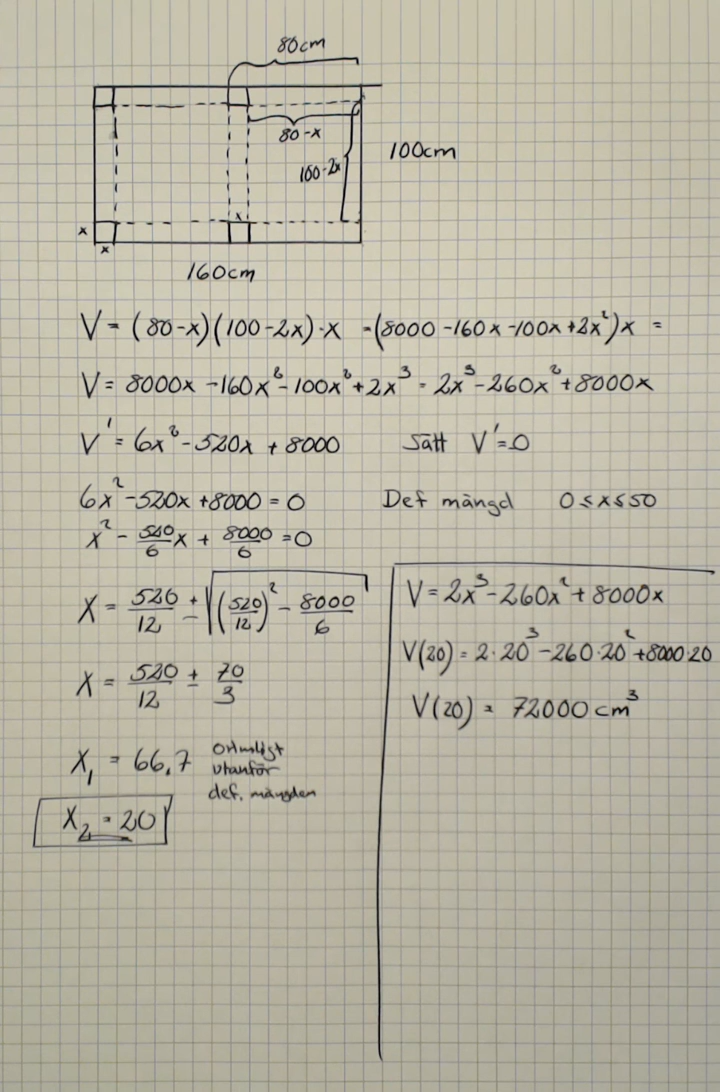 80cm
80-x
100-2x
100cm
x
x
x
160cm
V = (80-x)(100-2x)·x = (8000 -160x -100x +2x²)x =
V = 8000x -160x² -100x² +2x³ = 2x³ -260x² +8000x
V' = 6x² -520x + 8000 Sätt V'=0
6x² -520x +8000 = 0 Def mängd 0≤x≤50
x² - 520/6 x + 8000/6 = 0
X = 520/12 ± √((520/12)² - 8000/6)
X = 520/12 ± 70/3
X₁ = 66,7 Orimligt
utanför
def. mängden
X₂ = 20
V = 2x³ -260x² + 8000x
V(20) = 2·20³ -260·20² +8000·20
V(20) = 72000 cm³